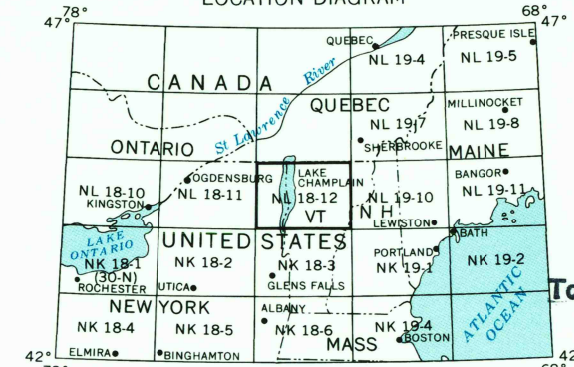 LOCATION DIAGRAM
78°
68°
47°
47°
QUEBEC
PRESQUE ISLE
NL 19-4
NL 19-5
CANADA
St Lawrence River
QUEBEC
MILLINOCKET
NL 19-7
NL 19-8
ONTARIO
SHERBROOKE
MAINE
OGDENSBURG
LAKE
CHAMPLAIN
BANGOR
NL 18-10
NL 18-11
NL 18-12
NL 19-10
NL 19-11
KINGSTON
VT
N H
LEWISTON
BATH
LAKE
ONTARIO
UNITED STATES
PORTLAND
NK 18-1
NK 18-2
NK 18-3
NK 19-1
NK 19-2
(30-N)
ROCHESTER
UTICA
GLENS FALLS
To
NEW YORK
ALBANY
ATLANTIC
OCEAN
NK 18-4
NK 18-5
NK 18-6
NK 19-4
BOSTON
MASS
42°
ELMIRA
BINGHAMTON